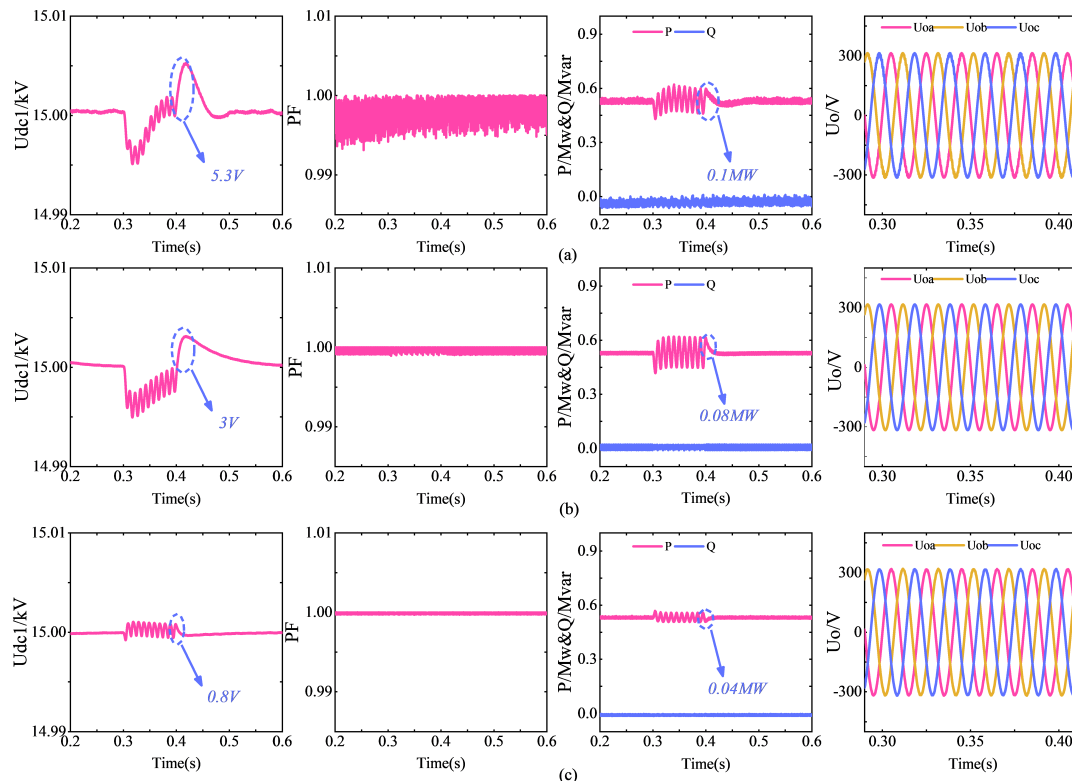 15.01
15.00
14.99
Udc1/kV
5.3V
0.2 0.3 0.4 0.5 0.6
Time(s)
1.01
1.00
0.99
PF
0.2 0.3 0.4 0.5 0.6
Time(s)
0.9
0.6
0.3
0.0
P/Mw&Q/Mvar
P Q
0.1MW
0.2 0.3 0.4 0.5 0.6
Time(s)
300
0
-300
Uo/V
Uoa Uob Uoc
0.30 0.35 0.40
Time(s)
(a)
15.01
15.00
14.99
Udc1/kV
3V
0.2 0.3 0.4 0.5 0.6
Time(s)
1.01
1.00
0.99
PF
0.2 0.3 0.4 0.5 0.6
Time(s)
0.9
0.6
0.3
0.0
P/Mw&Q/Mvar
P Q
0.08MW
0.2 0.3 0.4 0.5 0.6
Time(s)
300
0
-300
Uo/V
Uoa Uob Uoc
0.30 0.35 0.40
Time(s)
(b)
15.01
15.00
14.99
Udc1/kV
0.8V
0.2 0.3 0.4 0.5 0.6
Time(s)
1.01
1.00
0.99
PF
0.2 0.3 0.4 0.5 0.6
Time(s)
0.9
0.6
0.3
0.0
P/Mw&Q/Mvar
P Q
0.04MW
0.2 0.3 0.4 0.5 0.6
Time(s)
300
0
-300
Uo/V
Uoa Uob Uoc
0.30 0.35 0.40
Time(s)
(c)